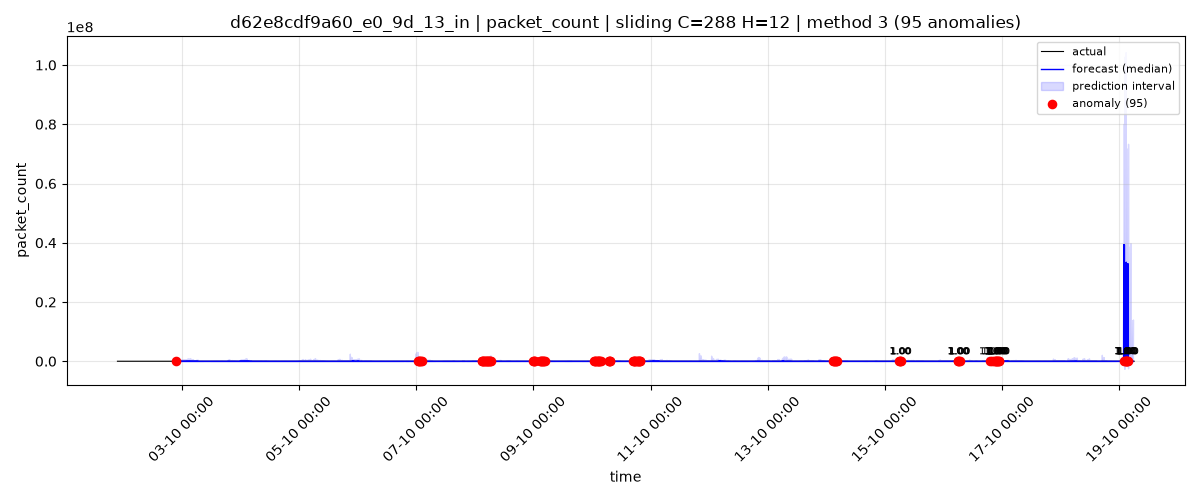 d62e8cdf9a60_e0_9d_13_in | packet_count | sliding C=288 H=12 | method 3 (95 anomalies)
1e8
actual
forecast (median)
prediction interval
anomaly (95)
1.0
0.8
0.6
0.4
0.2
0.0
packet_count
1.00
1.00
03-10 00:00
05-10 00:00
07-10 00:00
09-10 00:00
11-10 00:00
13-10 00:00
15-10 00:00
17-10 00:00
19-10 00:00
time